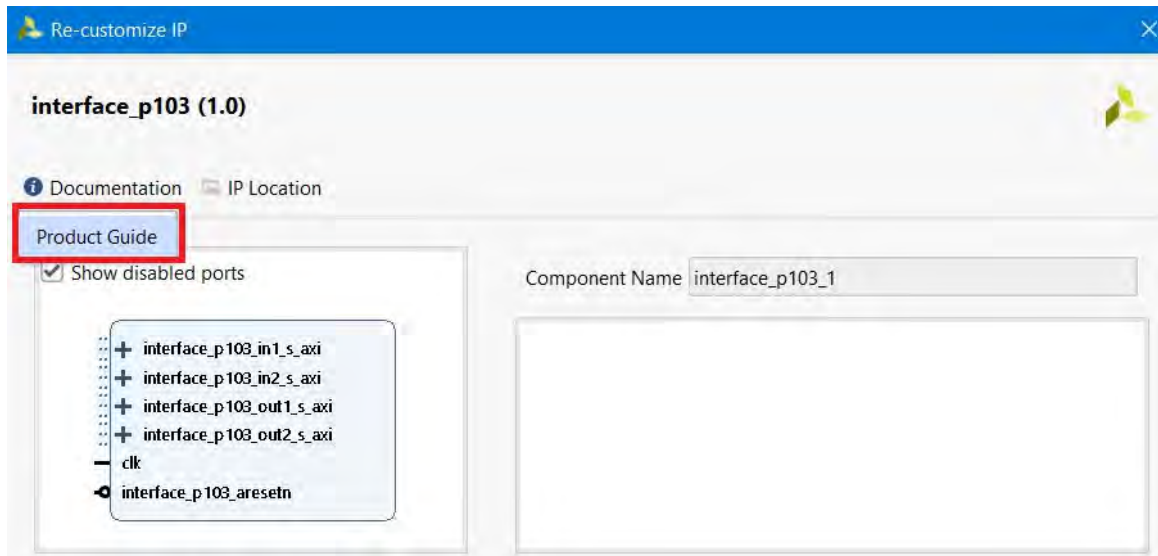 Re-customize IP
interface_p103 (1.0)
Documentation IP Location
Product Guide
Show disabled ports
interface_p103_in1_s_axi
interface_p103_in2_s_axi
interface_p103_out1_s_axi
interface_p103_out2_s_axi
clk
interface_p103_aresetn
Component Name interface_p103_1